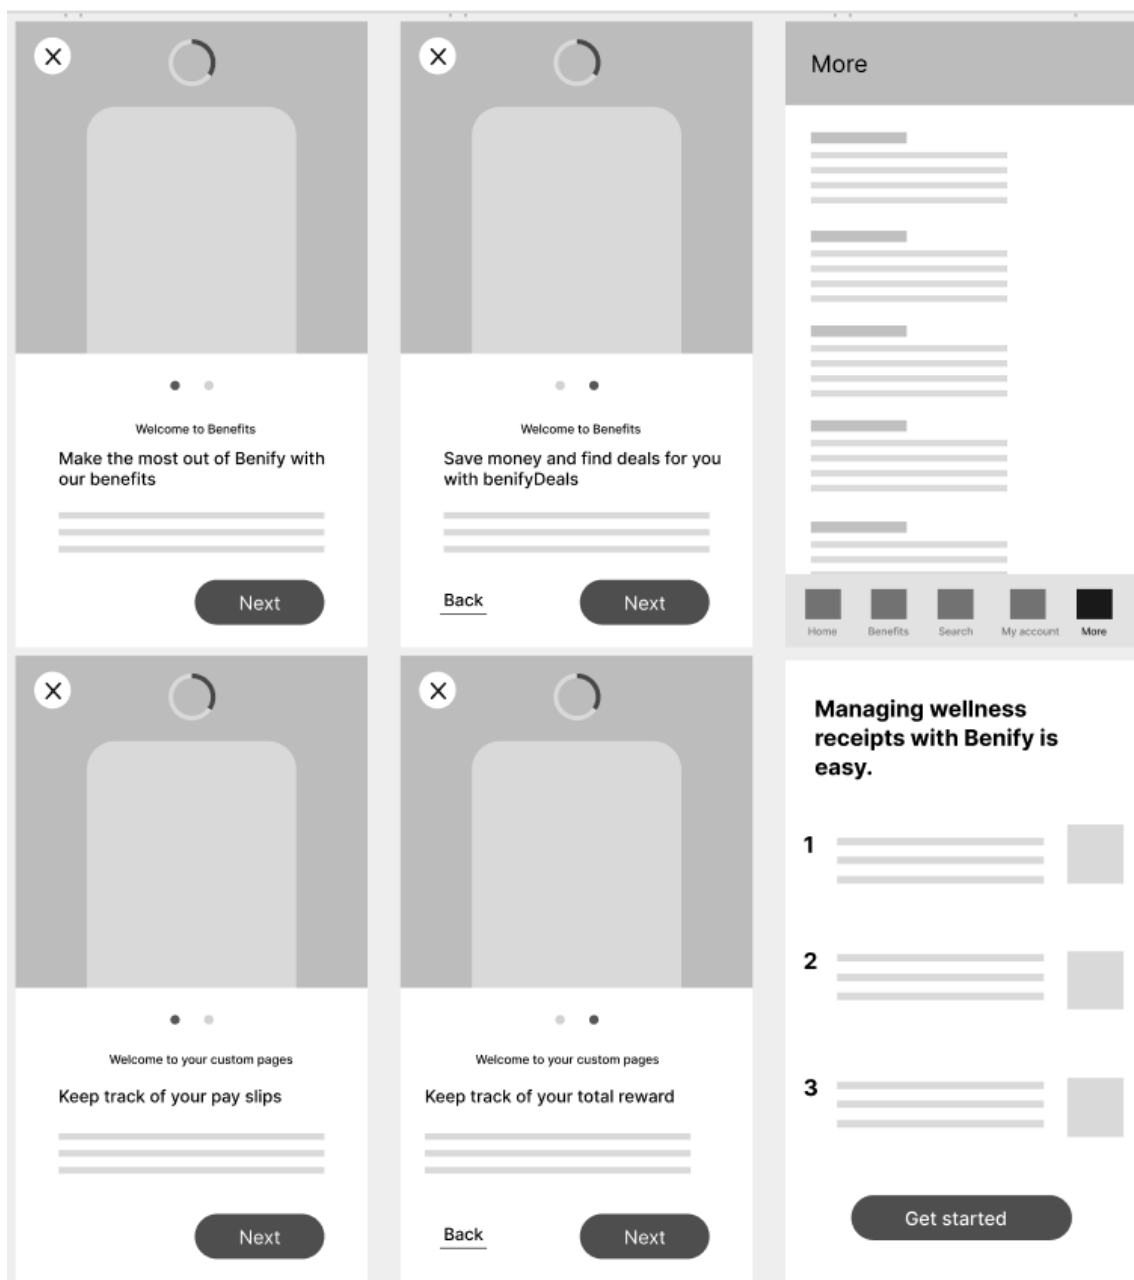 Welcome to Benefits
Make the most out of Benify with
our benefits
Next
Welcome to Benefits
Save money and find deals for you
with benifyDeals
Back
Next
More
Home
Benefits
Search
My account
More
Welcome to your custom pages
Keep track of your pay slips
Next
Welcome to your custom pages
Keep track of your total reward
Back
Next
Managing wellness
receipts with Benify is
easy.
1
2
3
Get started